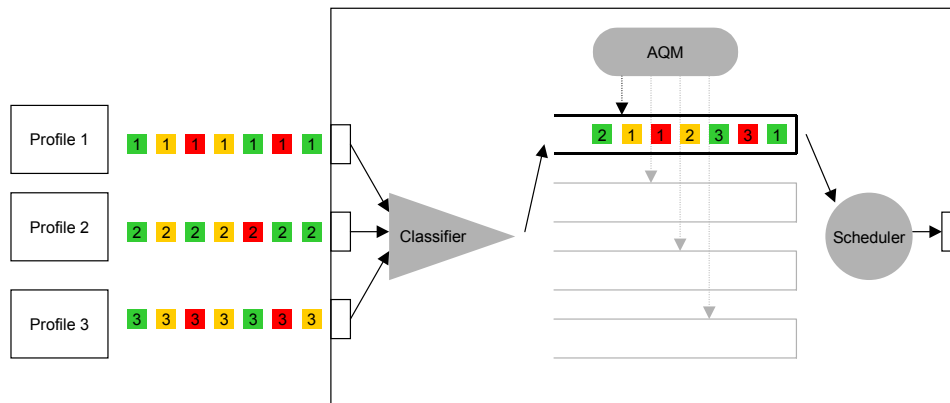 AQM
Profile 1
1 1 1 1 1 1 1
2 1 1 2 3 3 1
Profile 2
2 2 2 2 2 2 2
Classifier
Scheduler
Profile 3
3 3 3 3 3 3 3